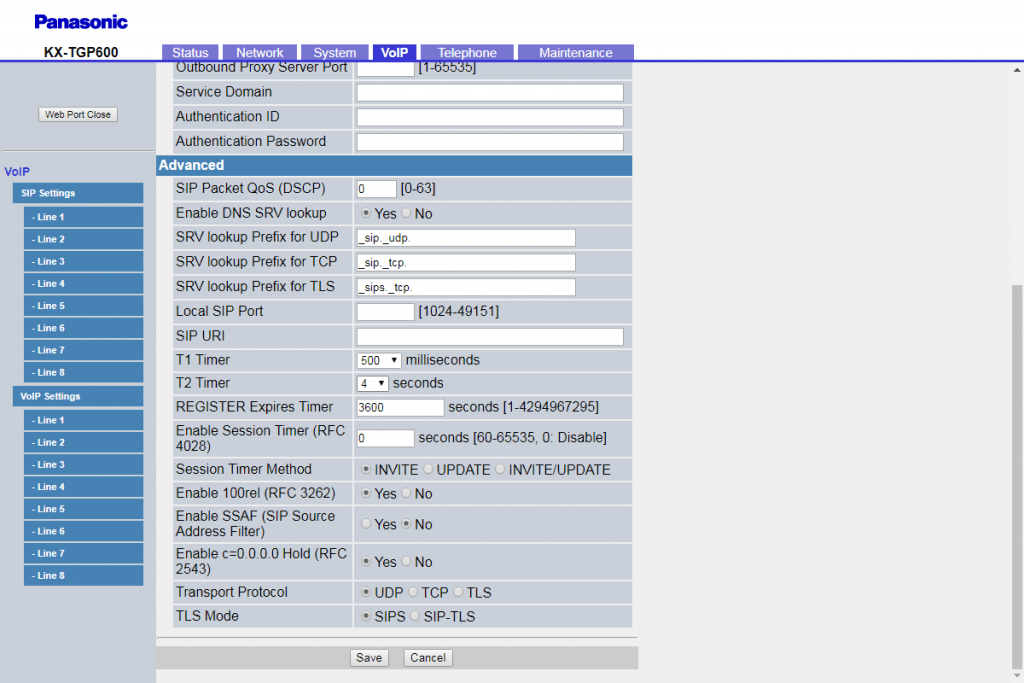 Panasonic
KX-TGP600
Status Network System VoIP Telephone Maintenance
Web Port Close
VoIP
SIP Settings
- Line 1
- Line 2
- Line 3
- Line 4
- Line 5
- Line 6
- Line 7
- Line 8
VoIP Settings
- Line 1
- Line 2
- Line 3
- Line 4
- Line 5
- Line 6
- Line 7
- Line 8
Outbound Proxy Server Port [1-65535]
Service Domain
Authentication ID
Authentication Password
Advanced
SIP Packet QoS (DSCP) 0 [0-63]
Enable DNS SRV lookup Yes No
SRV lookup Prefix for UDP _sip._udp.
SRV lookup Prefix for TCP _sip._tcp.
SRV lookup Prefix for TLS _sips._tcp.
Local SIP Port [1024-49151]
SIP URI
T1 Timer 500 milliseconds
T2 Timer 4 seconds
REGISTER Expires Timer 3600 seconds [1-4294967295]
Enable Session Timer (RFC
4028) 0 seconds [60-65535, 0: Disable]
Session Timer Method INVITE UPDATE INVITE/UPDATE
Enable 100rel (RFC 3262) Yes No
Enable SSAF (SIP Source
Address Filter) Yes No
Enable c=0.0.0.0 Hold (RFC
2543) Yes No
Transport Protocol UDP TCP TLS
TLS Mode SIPS SIP-TLS
Save Cancel